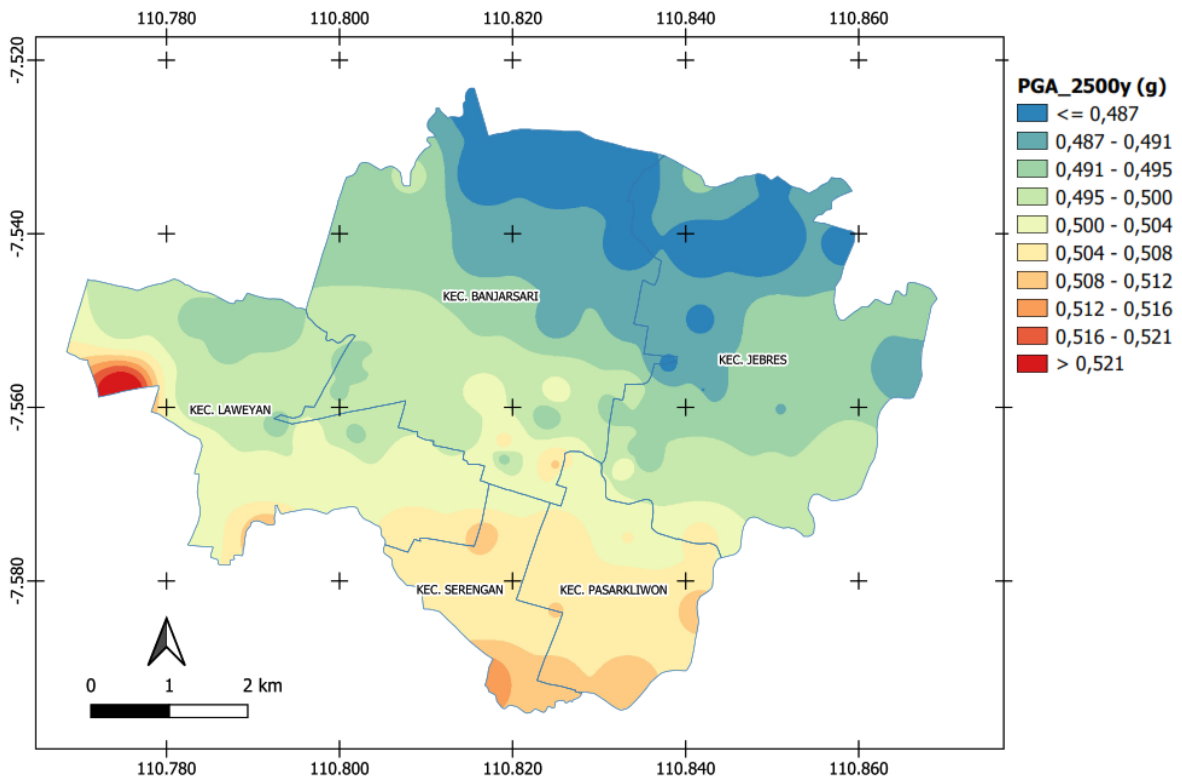 110.780 110.800 110.820 110.840 110.860
-7.520
-7.540
-7.560
-7.580
PGA_2500y (g)
<= 0,487
0,487 - 0,491
0,491 - 0,495
0,495 - 0,500
0,500 - 0,504
0,504 - 0,508
0,508 - 0,512
0,512 - 0,516
0,516 - 0,521
> 0,521
KEC. BANJARSARI
KEC. JEBRES
KEC. LAWEYAN
KEC. SERENGAN
KEC. PASARKLIWON
0 1 2 km
110.780 110.800 110.820 110.840 110.860